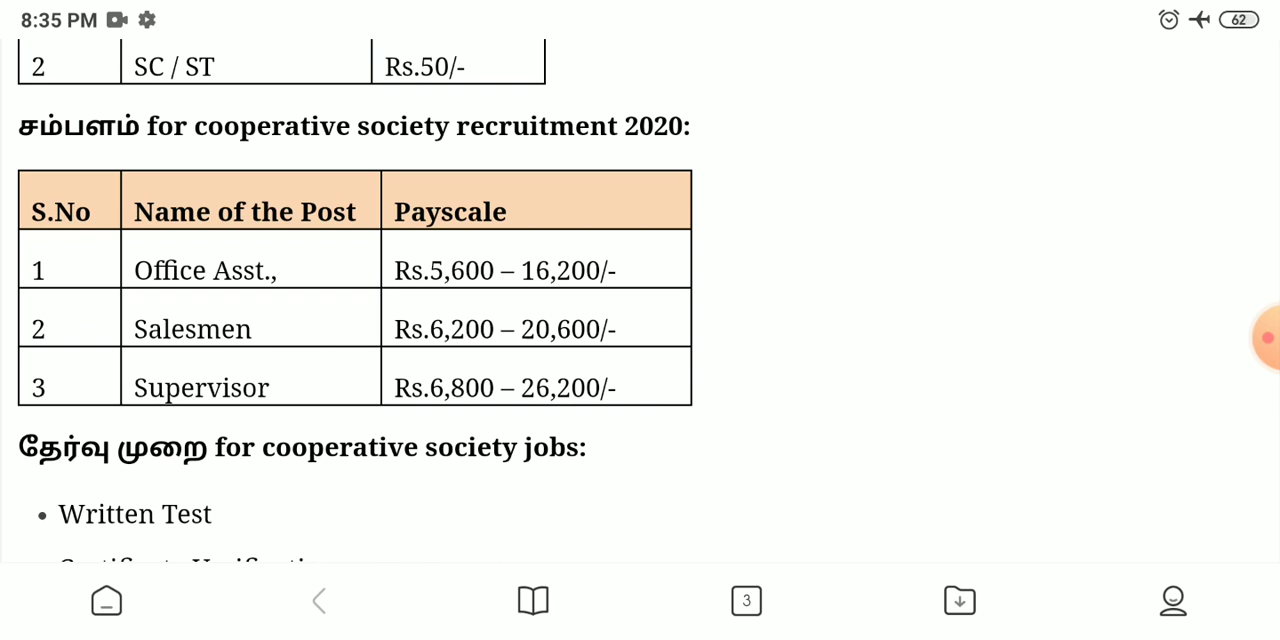 8:35 PM
62
2 SC / ST Rs.50/-
சம்பளம் for cooperative society recruitment 2020:
S.No Name of the Post Payscale
1 Office Asst., Rs.5,600 – 16,200/-
2 Salesmen Rs.6,200 – 20,600/-
3 Supervisor Rs.6,800 – 26,200/-
தேர்வு முறை for cooperative society jobs:
• Written Test
3